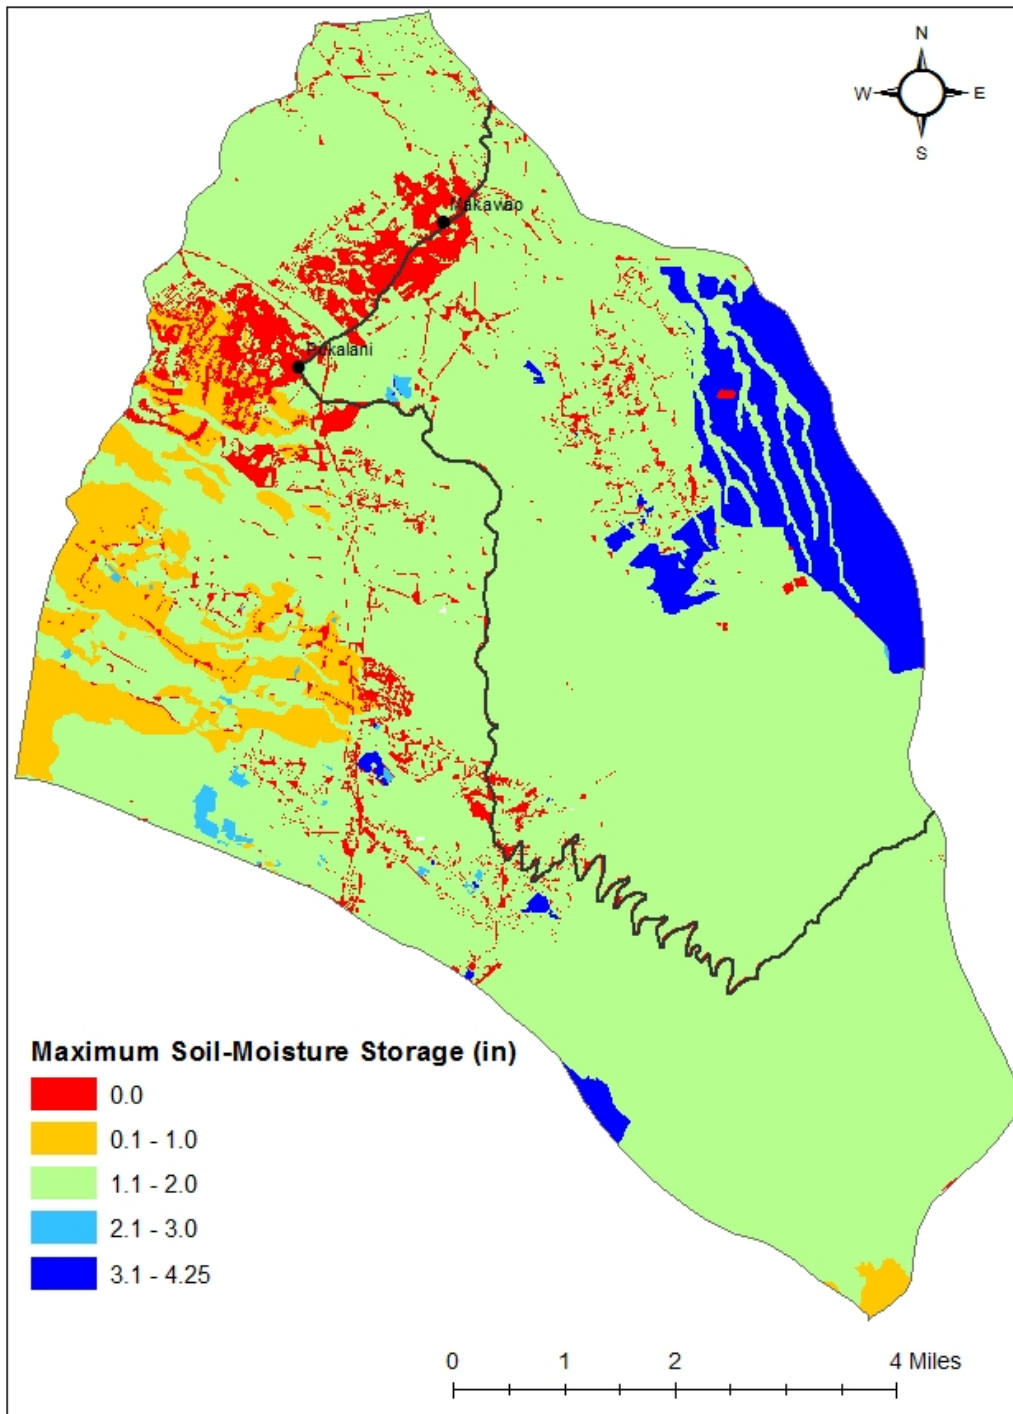 N
W E
S
Makawao
Pukalani
Maximum Soil-Moisture Storage (in)
0.0
0.1 - 1.0
1.1 - 2.0
2.1 - 3.0
3.1 - 4.25
0 1 2 4 Miles